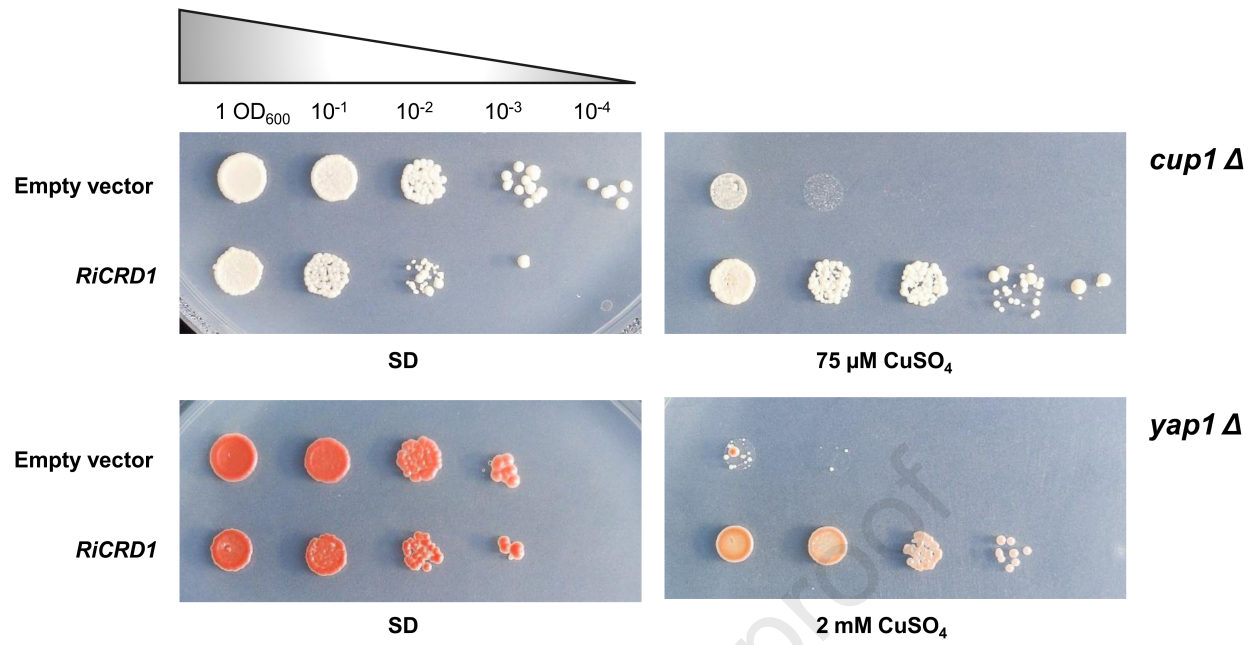 1 OD600 10-1 10-2 10-3 10-4
Empty vector
cup1 Δ
RiCRD1
SD
75 µM CuSO4
Empty vector
yap1 Δ
RiCRD1
SD
2 mM CuSO4
proof